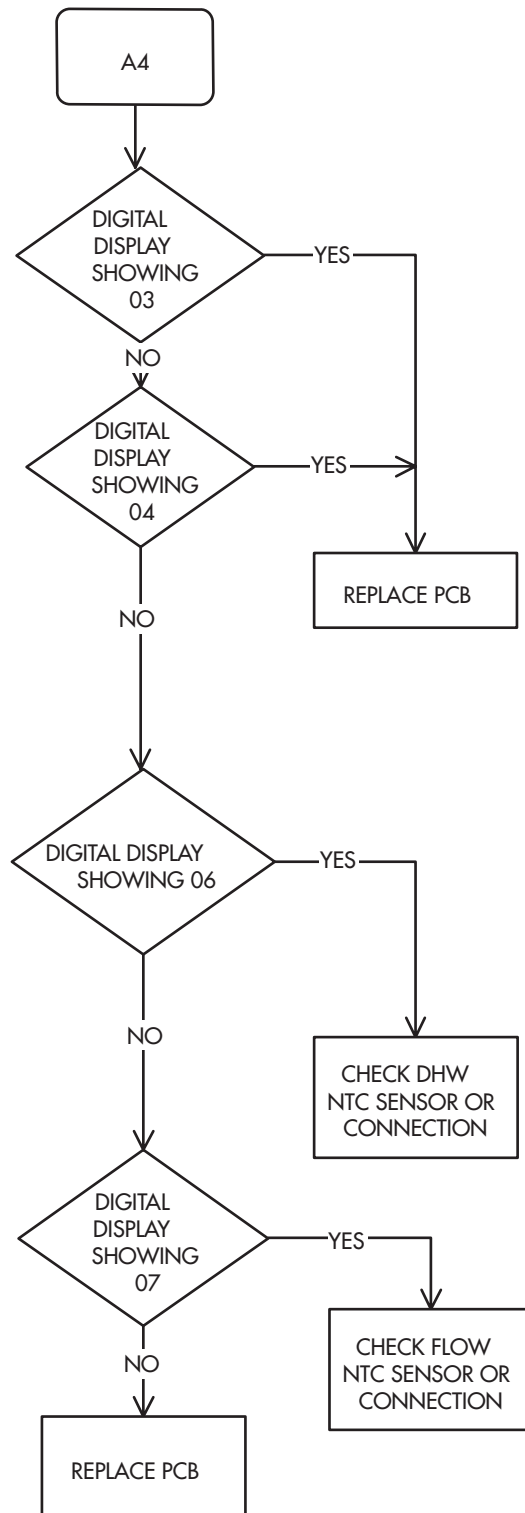 A4
DIGITAL
DISPLAY
SHOWING
03
YES
NO
DIGITAL
DISPLAY
SHOWING
04
YES
REPLACE PCB
NO
DIGITAL DISPLAY
SHOWING 06
YES
NO
CHECK DHW
NTC SENSOR OR
CONNECTION
DIGITAL
DISPLAY
SHOWING
07
YES
NO
CHECK FLOW
NTC SENSOR OR
CONNECTION
REPLACE PCB